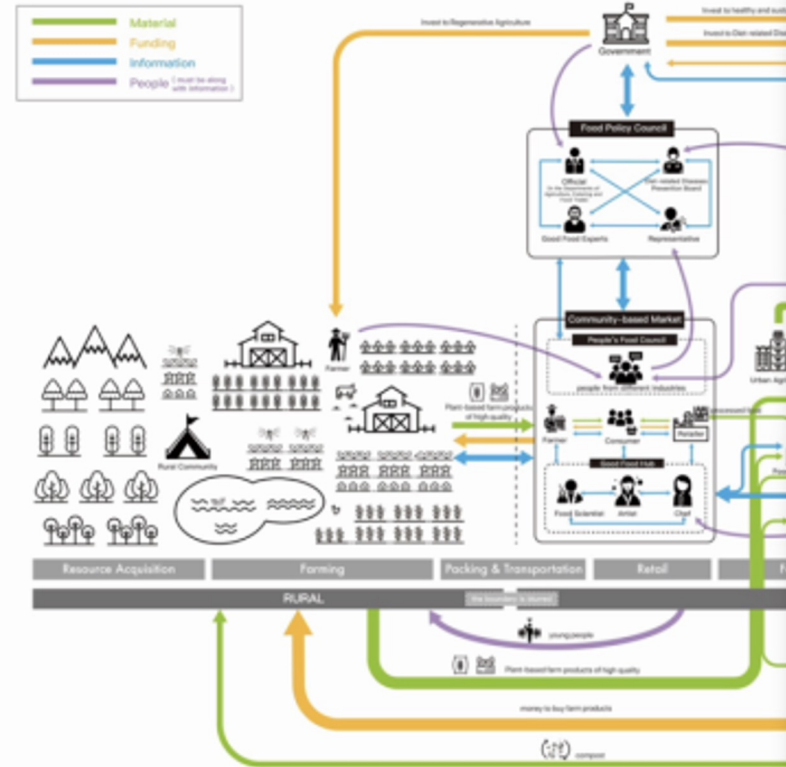 Material
Funding
Information
People ( must be along
with information )
Invest to Regenerative Agriculture
Government
Invest to healthy and
Invest to Diet-related
Food Policy Council
Official
Diet-related Diseases
Prevention Board
Good Food Experts
Representative
Community-based Market
People's Food Council
people from different industries
Farmer
Plant-based farm products
of high quality
Farmer
Consumer
Retailer
processed food
Urban
Rural Community
Good Food Hub
Food Scientist
Artist
Chef
Resource Acquisition
Farming
Packing & Transportation
Retail
RURAL
the boundary is blurred
young people
Plant-based farm products of high quality
money to buy farm products
compost